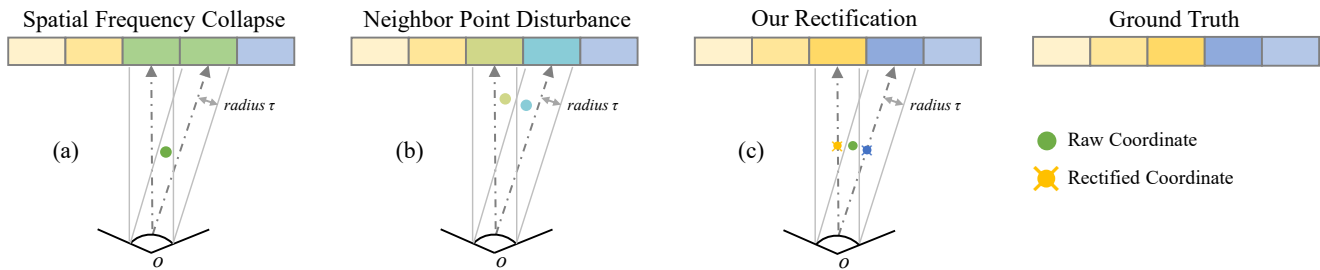 Spatial Frequency Collapse
Neighbor Point Disturbance
Our Rectification
Ground Truth
radius τ
radius τ
radius τ
(a)
(b)
(c)
Raw Coordinate
Rectified Coordinate
o
o
o